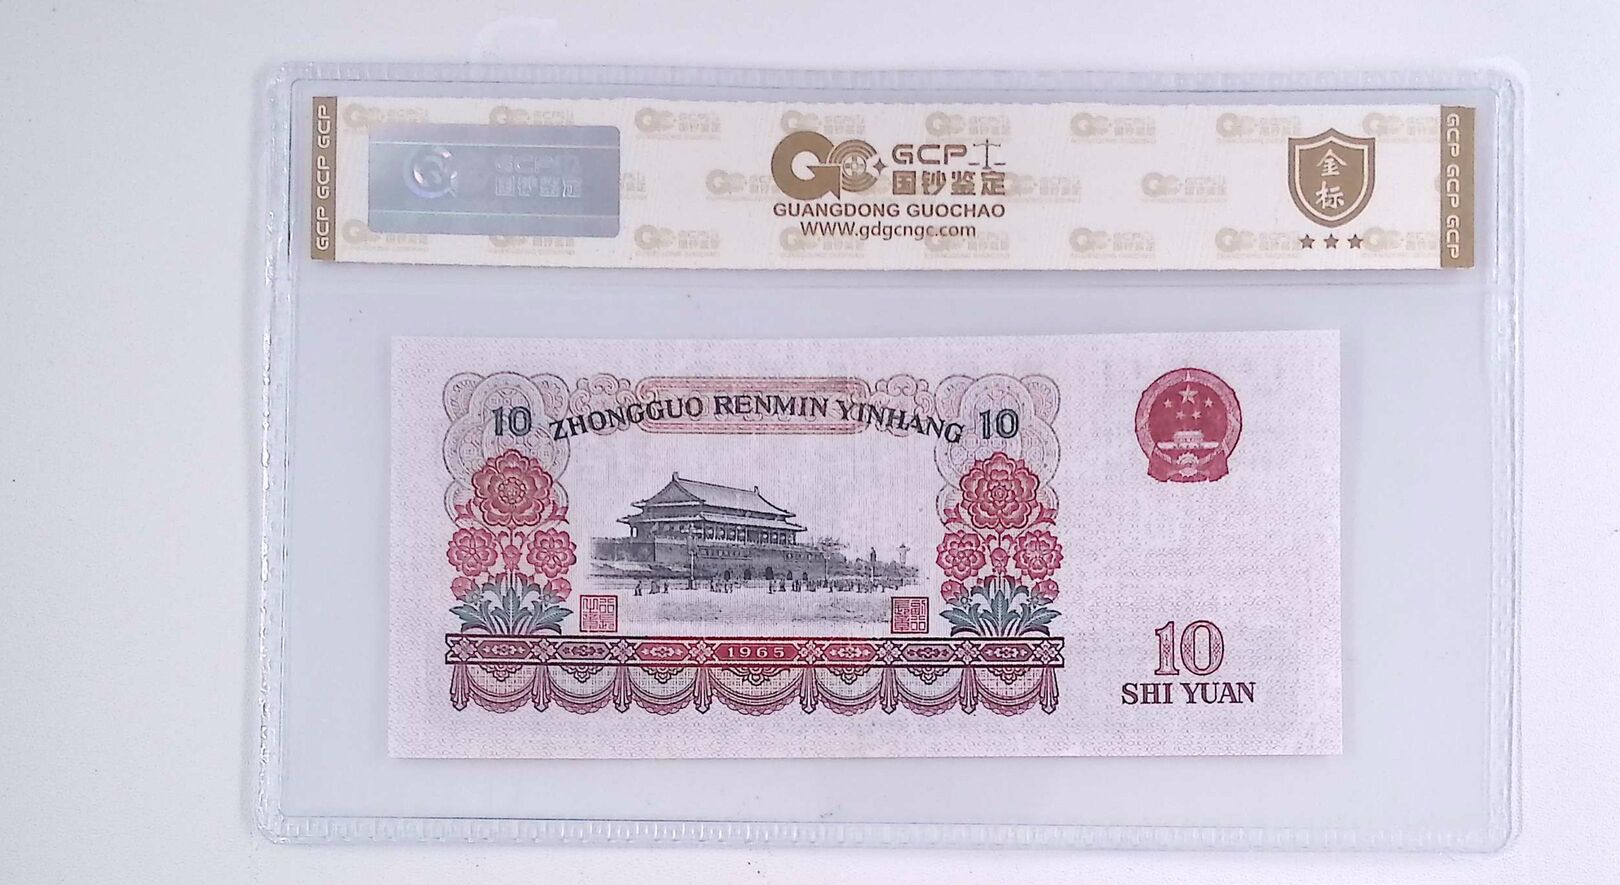 GCP GCP GCP
GCP
国钞鉴定
GUANGDONG GUOCHAO
WWW.gdgcngc.com
金标
GCP GCP GCP
10 ZHONGGUO RENMIN YINHANG 10
1965
10
SHI YUAN